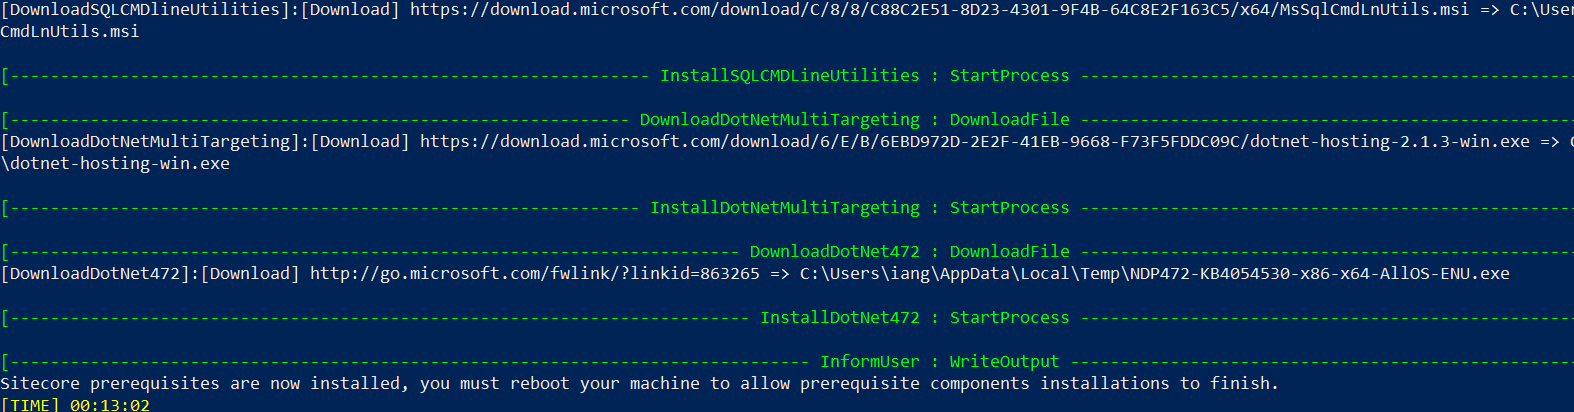 [DownloadSQLCMDlineUtilities]:[Download] https://download.microsoft.com/download/C/8/8/C88C2E51-8D23-4301-9F4B-64C8E2F163C5/x64/MsSqlCmdLnUtils.msi => C:\Use
CmdLnUtils.msi
[---------------------------------------------------------------- InstallSQLCMDLineUtilities : StartProcess --------------------------------------------------
[-------------------------------------------------------------- DownloadDotNetMultiTargeting : DownloadFile --------------------------------------------------
[DownloadDotNetMultiTargeting]:[Download] https://download.microsoft.com/download/6/E/B/6EBD972D-2E2F-41EB-9668-F73F5FDDC09C/dotnet-hosting-2.1.3-win.exe =>
\dotnet-hosting-win.exe
[--------------------------------------------------------------- InstallDotNetMultiTargeting : StartProcess --------------------------------------------------
[------------------------------------------------------------------------- DownloadDotNet472 : DownloadFile --------------------------------------------------
[DownloadDotNet472]:[Download] http://go.microsoft.com/fwlink/?linkid=863265 => C:\Users\iang\AppData\Local\Temp\NDP472-KB4054530-x86-x64-AllOS-ENU.exe
[-------------------------------------------------------------------------- InstallDotNet472 : StartProcess --------------------------------------------------
[-------------------------------------------------------------------------------- InformUser : WriteOutput ---------------------------------------------------
Sitecore prerequisites are now installed, you must reboot your machine to allow prerequisite components installations to finish.
[TIME] 00:13:02